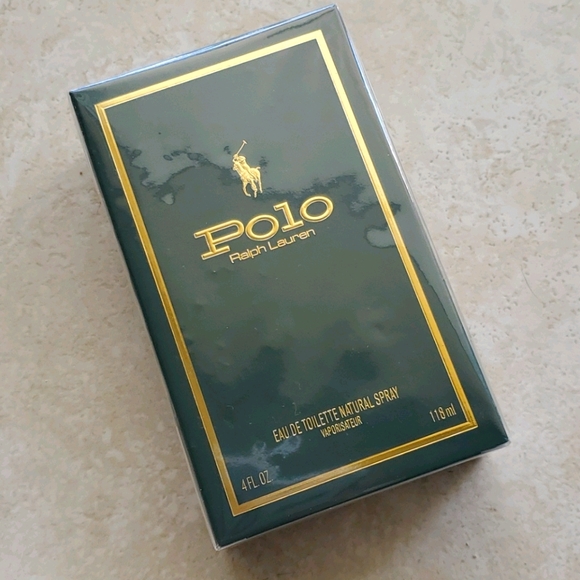 Polo
Ralph Lauren
EAU DE TOILETTE NATURAL SPRAY
VAPORISATEUR
4 FL. OZ
118 ml